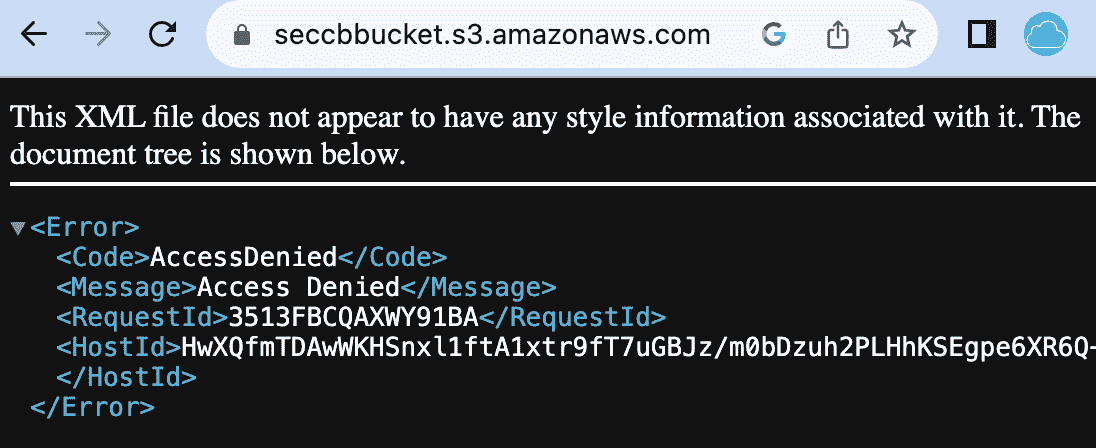 seccbbucket.s3.amazonaws.com
This XML file does not appear to have any style information associated with it. The
document tree is shown below.
<Error>
<Code>AccessDenied</Code>
<Message>Access Denied</Message>
<RequestId>3513FBCQAXWY91BA</RequestId>
<HostId>HwXQfmTDAwWKHSnxl1ftA1xtr9fT7uGBJz/m0bDzuh2PLHhKSEgpe6XR6Q-
</HostId>
</Error>